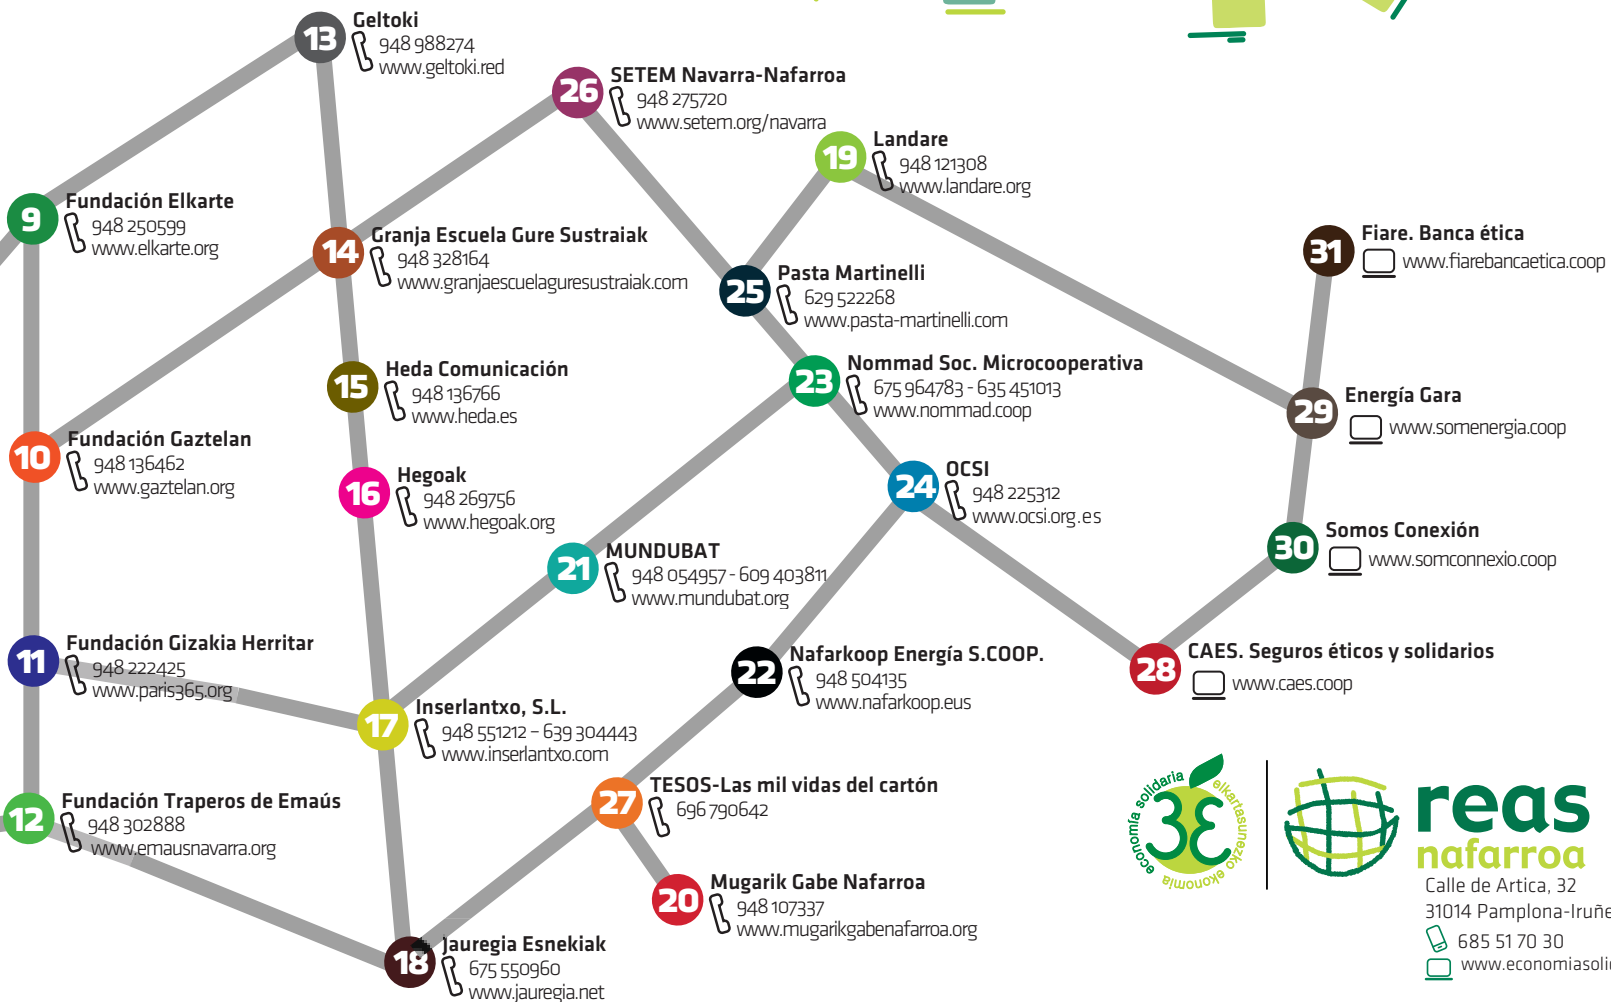 13
Geltoki
948 988274
www.geltoki.red
26
SETEM Navarra-Nafarroa
948 275720
www.setem.org/navarra
19
Landare
948 121308
www.landare.org
9
Fundación Elkarte
948 250599
www.elkarte.org
14
Granja Escuela Gure Sustraiak
948 328164
www.granjaescuelaguresustraiak.com
31
Fiare. Banca ética
www.fiarebancaetica.coop
25
Pasta Martinelli
629 522268
www.pasta-martinelli.com
15
Heda Comunicación
948 136766
www.heda.es
23
Nommad Soc. Microcooperativa
675 964783 - 635 451013
www.nommad.coop
29
Energía Gara
www.somenergia.coop
10
Fundación Gaztelan
948 136462
www.gaztelan.org
16
Hegoak
948 269756
www.hegoak.org
24
OCSI
948 225312
www.ocsi.org.es
30
Somos Conexión
www.somconnexio.coop
21
MUNDUBAT
948 054957 - 609 403811
www.mundubat.org
11
Fundación Gizakia Herritar
948 222425
www.paris365.org
22
Nafarkoop Energía S.COOP.
948 504135
www.nafarkoop.eus
28
CAES. Seguros éticos y solidarios
www.caes.coop
17
Inserlantxo, S.L.
948 551212 – 639 304443
www.inserlantxo.com
12
Fundación Traperos de Emaús
948 302888
www.emausnavarra.org
27
TESOS-Las mil vidas del cartón
696 790642
20
Mugarik Gabe Nafarroa
948 107337
www.mugarikgabenafarroa.org
18
Jauregia Esnekiak
675 550960
www.jauregia.net
economía solidaria
elkartasunezko ekonomia
reas
nafarroa
Calle de Artica, 32
31014 Pamplona-Iruñe
685 51 70 30
www.economiasoli